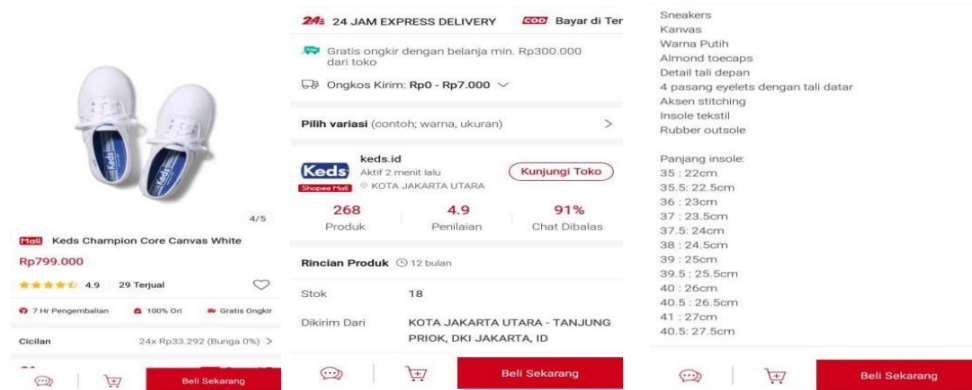 Keds
Keds
4/5
Mall Keds Champion Core Canvas White
Rp799.000
4.9 29 Terjual
7 Hr Pengembalian 100% Ori Gratis Ongkir
Cicilan 24x Rp33.292 (Bunga 0%) >
Beli Sekarang
24 24 JAM EXPRESS DELIVERY COD Bayar di Ter
Gratis ongkir dengan belanja min. Rp300.000
dari toko
Ongkos Kirim: Rp0 - Rp7.000
Pilih variasi (contoh; warna, ukuran) >
Keds
Shopee Mall
keds.id
Aktif 2 menit lalu
KOTA JAKARTA UTARA
Kunjungi Toko
268 4.9 91%
Produk Penilaian Chat Dibalas
Rincian Produk 12 bulan
Stok 18
Dikirim Dari KOTA JAKARTA UTARA - TANJUNG
PRIOK, DKI JAKARTA, ID
Beli Sekarang
Sneakers
Kanvas
Warna Putih
Almond toecaps
Detail tali depan
4 pasang eyelets dengan tali datar
Aksen stitching
Insole tekstil
Rubber outsole
Panjang insole:
35 : 22cm
35.5: 22.5cm
36 : 23cm
37 : 23.5cm
37.5: 24cm
38 : 24.5cm
39 : 25cm
39.5 : 25.5cm
40 : 26cm
40.5 : 26.5cm
41 : 27cm
40.5: 27.5cm
Beli Sekarang